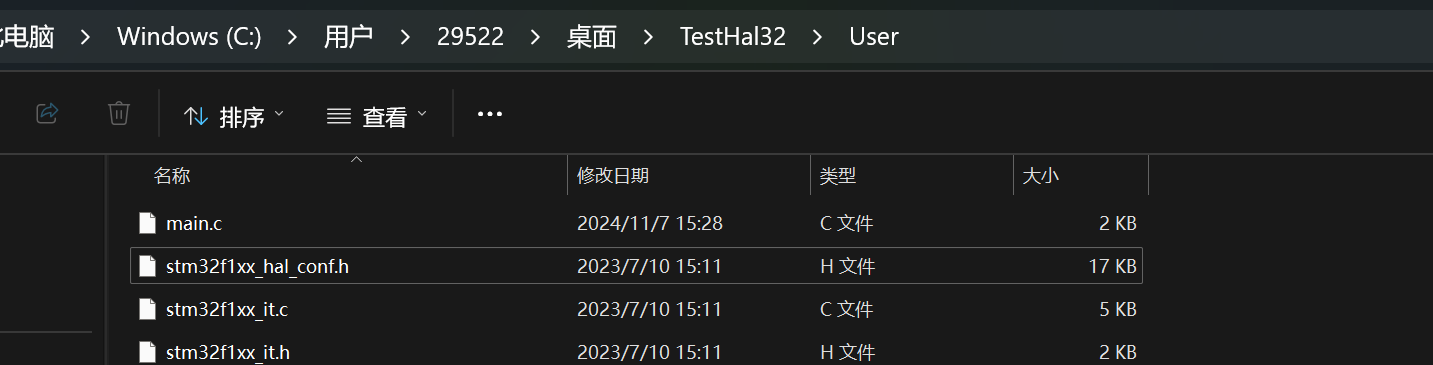 电脑 > Windows (C:) > 用户 > 29522 > 桌面 > TestHal32 > User
排序 查看 •••
名称 修改日期 类型 大小
main.c 2024/11/7 15:28 C 文件 2 KB
stm32f1xx_hal_conf.h 2023/7/10 15:11 H 文件 17 KB
stm32f1xx_it.c 2023/7/10 15:11 C 文件 5 KB
stm32f1xx_it.h 2023/7/10 15:11 H 文件 2 KB